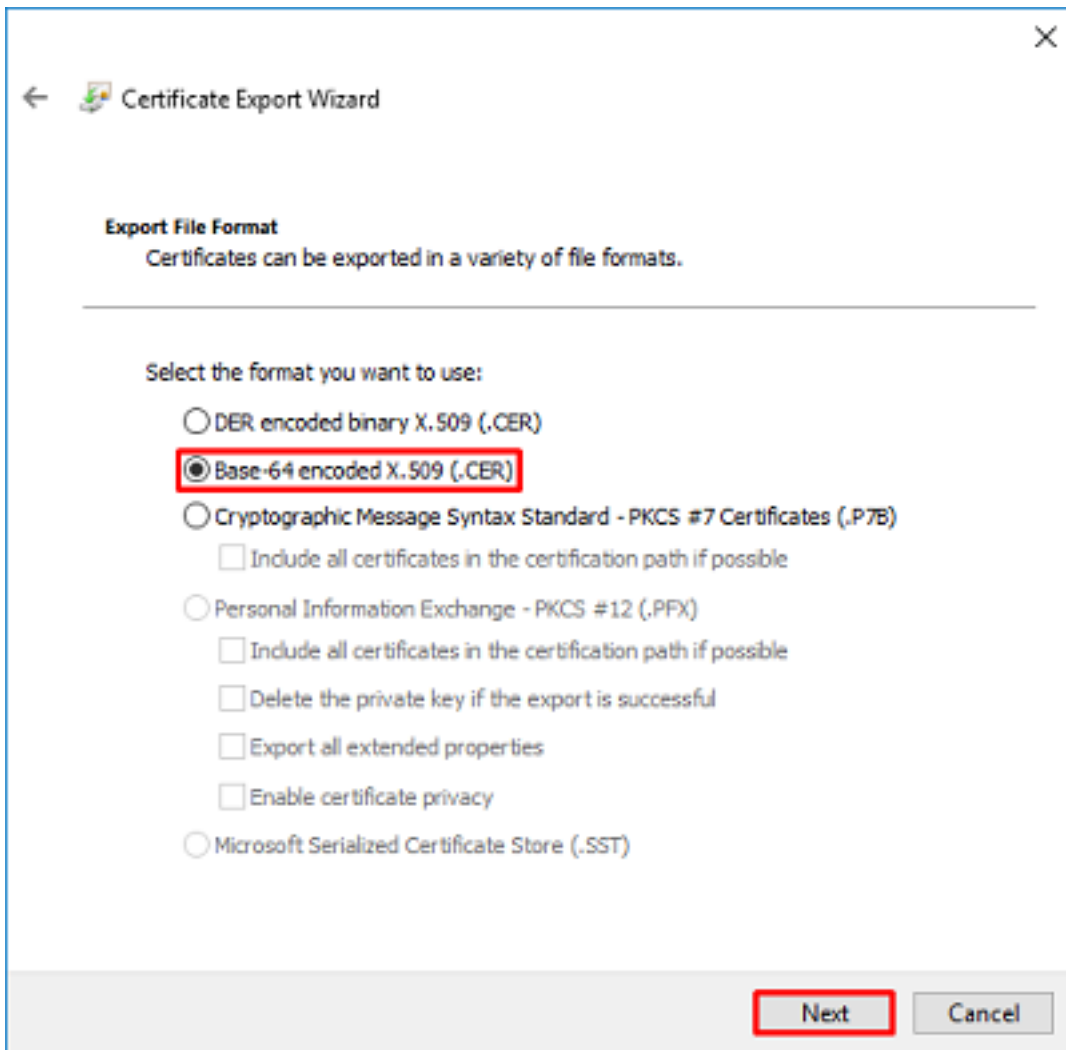 Certificate Export Wizard
Export File Format
Certificates can be exported in a variety of file formats.
Select the format you want to use:
DER encoded binary X.509 (.CER)
Base-64 encoded X.509 (.CER)
Cryptographic Message Syntax Standard - PKCS #7 Certificates (.P7B)
Include all certificates in the certification path if possible
Personal Information Exchange - PKCS #12 (.PFX)
Include all certificates in the certification path if possible
Delete the private key if the export is successful
Export all extended properties
Enable certificate privacy
Microsoft Serialized Certificate Store (.SST)
Next Cancel